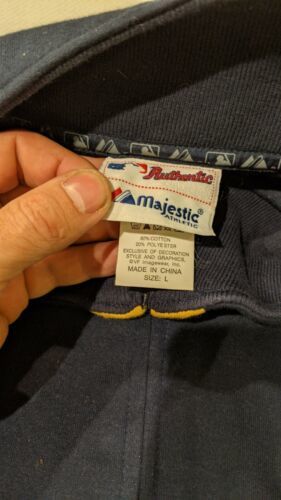 Authentic
Majestic®
ATHLETIC
80% COTTON
20% POLYESTER
EXCLUSIVE OF DECORATION
STYLE AND GRAPHICS,
©VF Imagewear, Inc.
MADE IN CHINA
SIZE: L